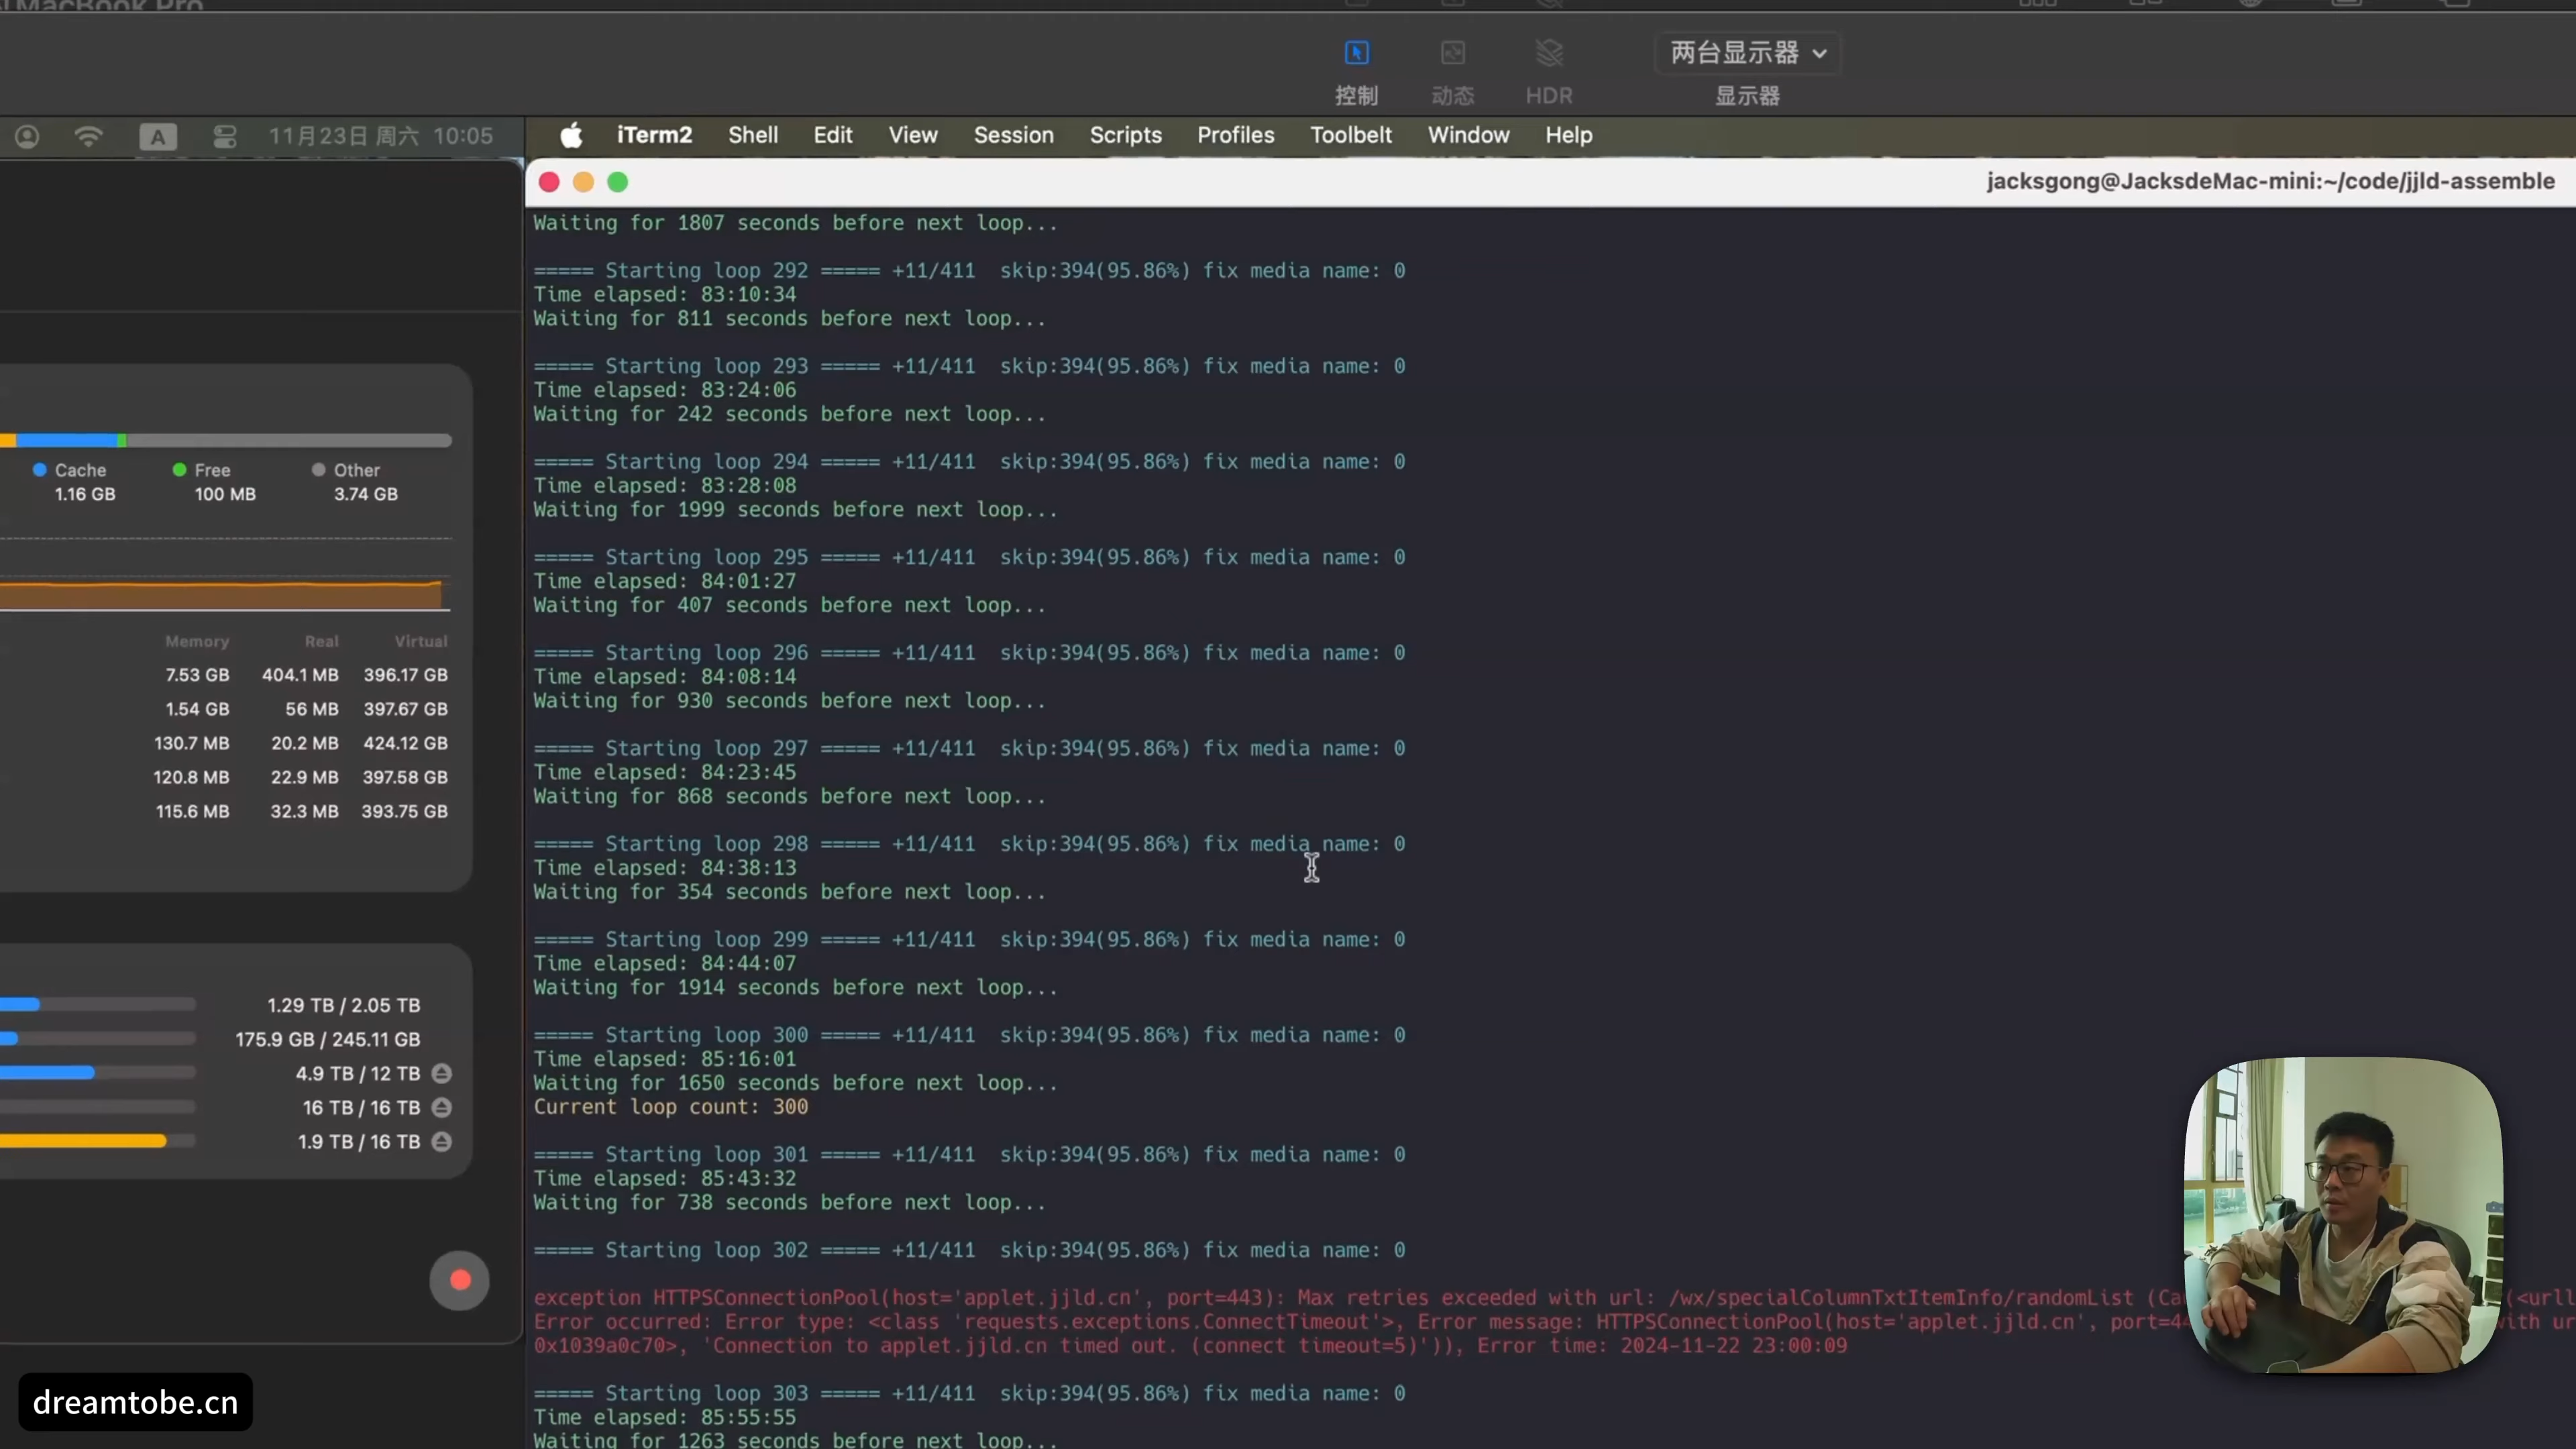 MacBook Pro
两台显示器
控制
动态
HDR
显示器
A
11月23日 周六 10:05
iTerm2 Shell Edit View Session Scripts Profiles Toolbelt Window Help
jacksgong@JacksdeMac-mini:~/code/jjld-assemble
Cache
1.16 GB
Free
100 MB
Other
3.74 GB
Memory Real Virtual
7.53 GB 404.1 MB 396.17 GB
1.54 GB 56 MB 397.67 GB
130.7 MB 20.2 MB 424.12 GB
120.8 MB 22.9 MB 397.58 GB
115.6 MB 32.3 MB 393.75 GB
1.29 TB / 2.05 TB
175.9 GB / 245.11 GB
4.9 TB / 12 TB
16 TB / 16 TB
1.9 TB / 16 TB
Waiting for 1807 seconds before next loop...
===== Starting loop 292 ===== +11/411 skip:394(95.86%) fix media name: 0
Time elapsed: 83:10:34
Waiting for 811 seconds before next loop...
===== Starting loop 293 ===== +11/411 skip:394(95.86%) fix media name: 0
Time elapsed: 83:24:06
Waiting for 242 seconds before next loop...
===== Starting loop 294 ===== +11/411 skip:394(95.86%) fix media name: 0
Time elapsed: 83:28:08
Waiting for 1999 seconds before next loop...
===== Starting loop 295 ===== +11/411 skip:394(95.86%) fix media name: 0
Time elapsed: 84:01:27
Waiting for 407 seconds before next loop...
===== Starting loop 296 ===== +11/411 skip:394(95.86%) fix media name: 0
Time elapsed: 84:08:14
Waiting for 930 seconds before next loop...
===== Starting loop 297 ===== +11/411 skip:394(95.86%) fix media name: 0
Time elapsed: 84:23:45
Waiting for 868 seconds before next loop...
===== Starting loop 298 ===== +11/411 skip:394(95.86%) fix media name: 0
Time elapsed: 84:38:13
Waiting for 354 seconds before next loop...
===== Starting loop 299 ===== +11/411 skip:394(95.86%) fix media name: 0
Time elapsed: 84:44:07
Waiting for 1914 seconds before next loop...
===== Starting loop 300 ===== +11/411 skip:394(95.86%) fix media name: 0
Time elapsed: 85:16:01
Waiting for 1650 seconds before next loop...
Current loop count: 300
===== Starting loop 301 ===== +11/411 skip:394(95.86%) fix media name: 0
Time elapsed: 85:43:32
Waiting for 738 seconds before next loop...
===== Starting loop 302 ===== +11/411 skip:394(95.86%) fix media name: 0
exception HTTPSConnectionPool(host='applet.jjld.cn', port=443): Max retries exceeded with url: /wx/specialColumnTxtItemInfo/randomList (Ca (<urll
Error occurred: Error type: <class 'requests.exceptions.ConnectTimeout'>, Error message: HTTPSConnectionPool(host='applet.jjld.cn', port=44 with ur
0x1039a0c70>, 'Connection to applet.jjld.cn timed out. (connect timeout=5)')), Error time: 2024-11-22 23:00:09
===== Starting loop 303 ===== +11/411 skip:394(95.86%) fix media name: 0
Time elapsed: 85:55:55
Waiting for 1263 seconds before next loop...
dreamtobe.cn